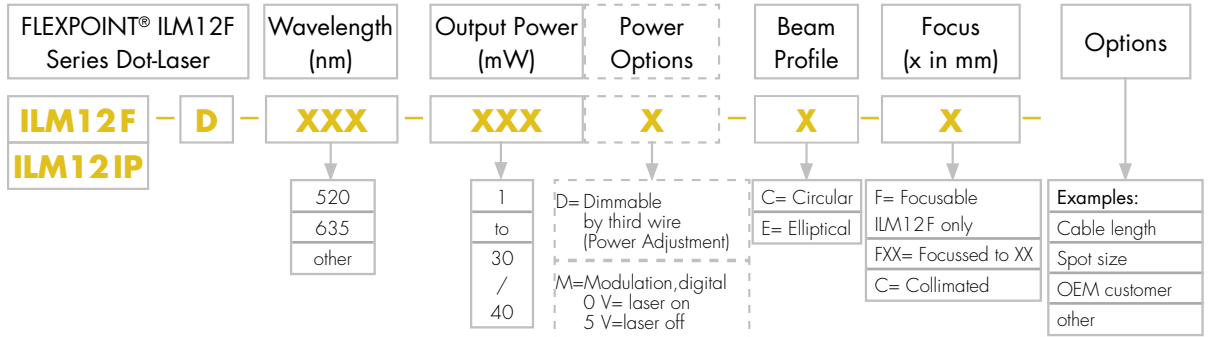 FLEXPOINT® ILM12F
Series Dot-Laser
Wavelength
(nm)
Output Power
(mW)
Power
Options
Beam
Profile
Focus
(x in mm)
Options
ILM12F – D – XXX – XXX X – X – X –
ILM12IP
520
635
other
1
to
30
/
40
D= Dimmable
by third wire
(Power Adjustment)
M=Modulation,digital
0 V= laser on
5 V=laser off
C= Circular
E= Elliptical
F= Focusable
ILM12F only
FXX= Focussed to XX
C= Collimated
Examples:
Cable length
Spot size
OEM customer
other